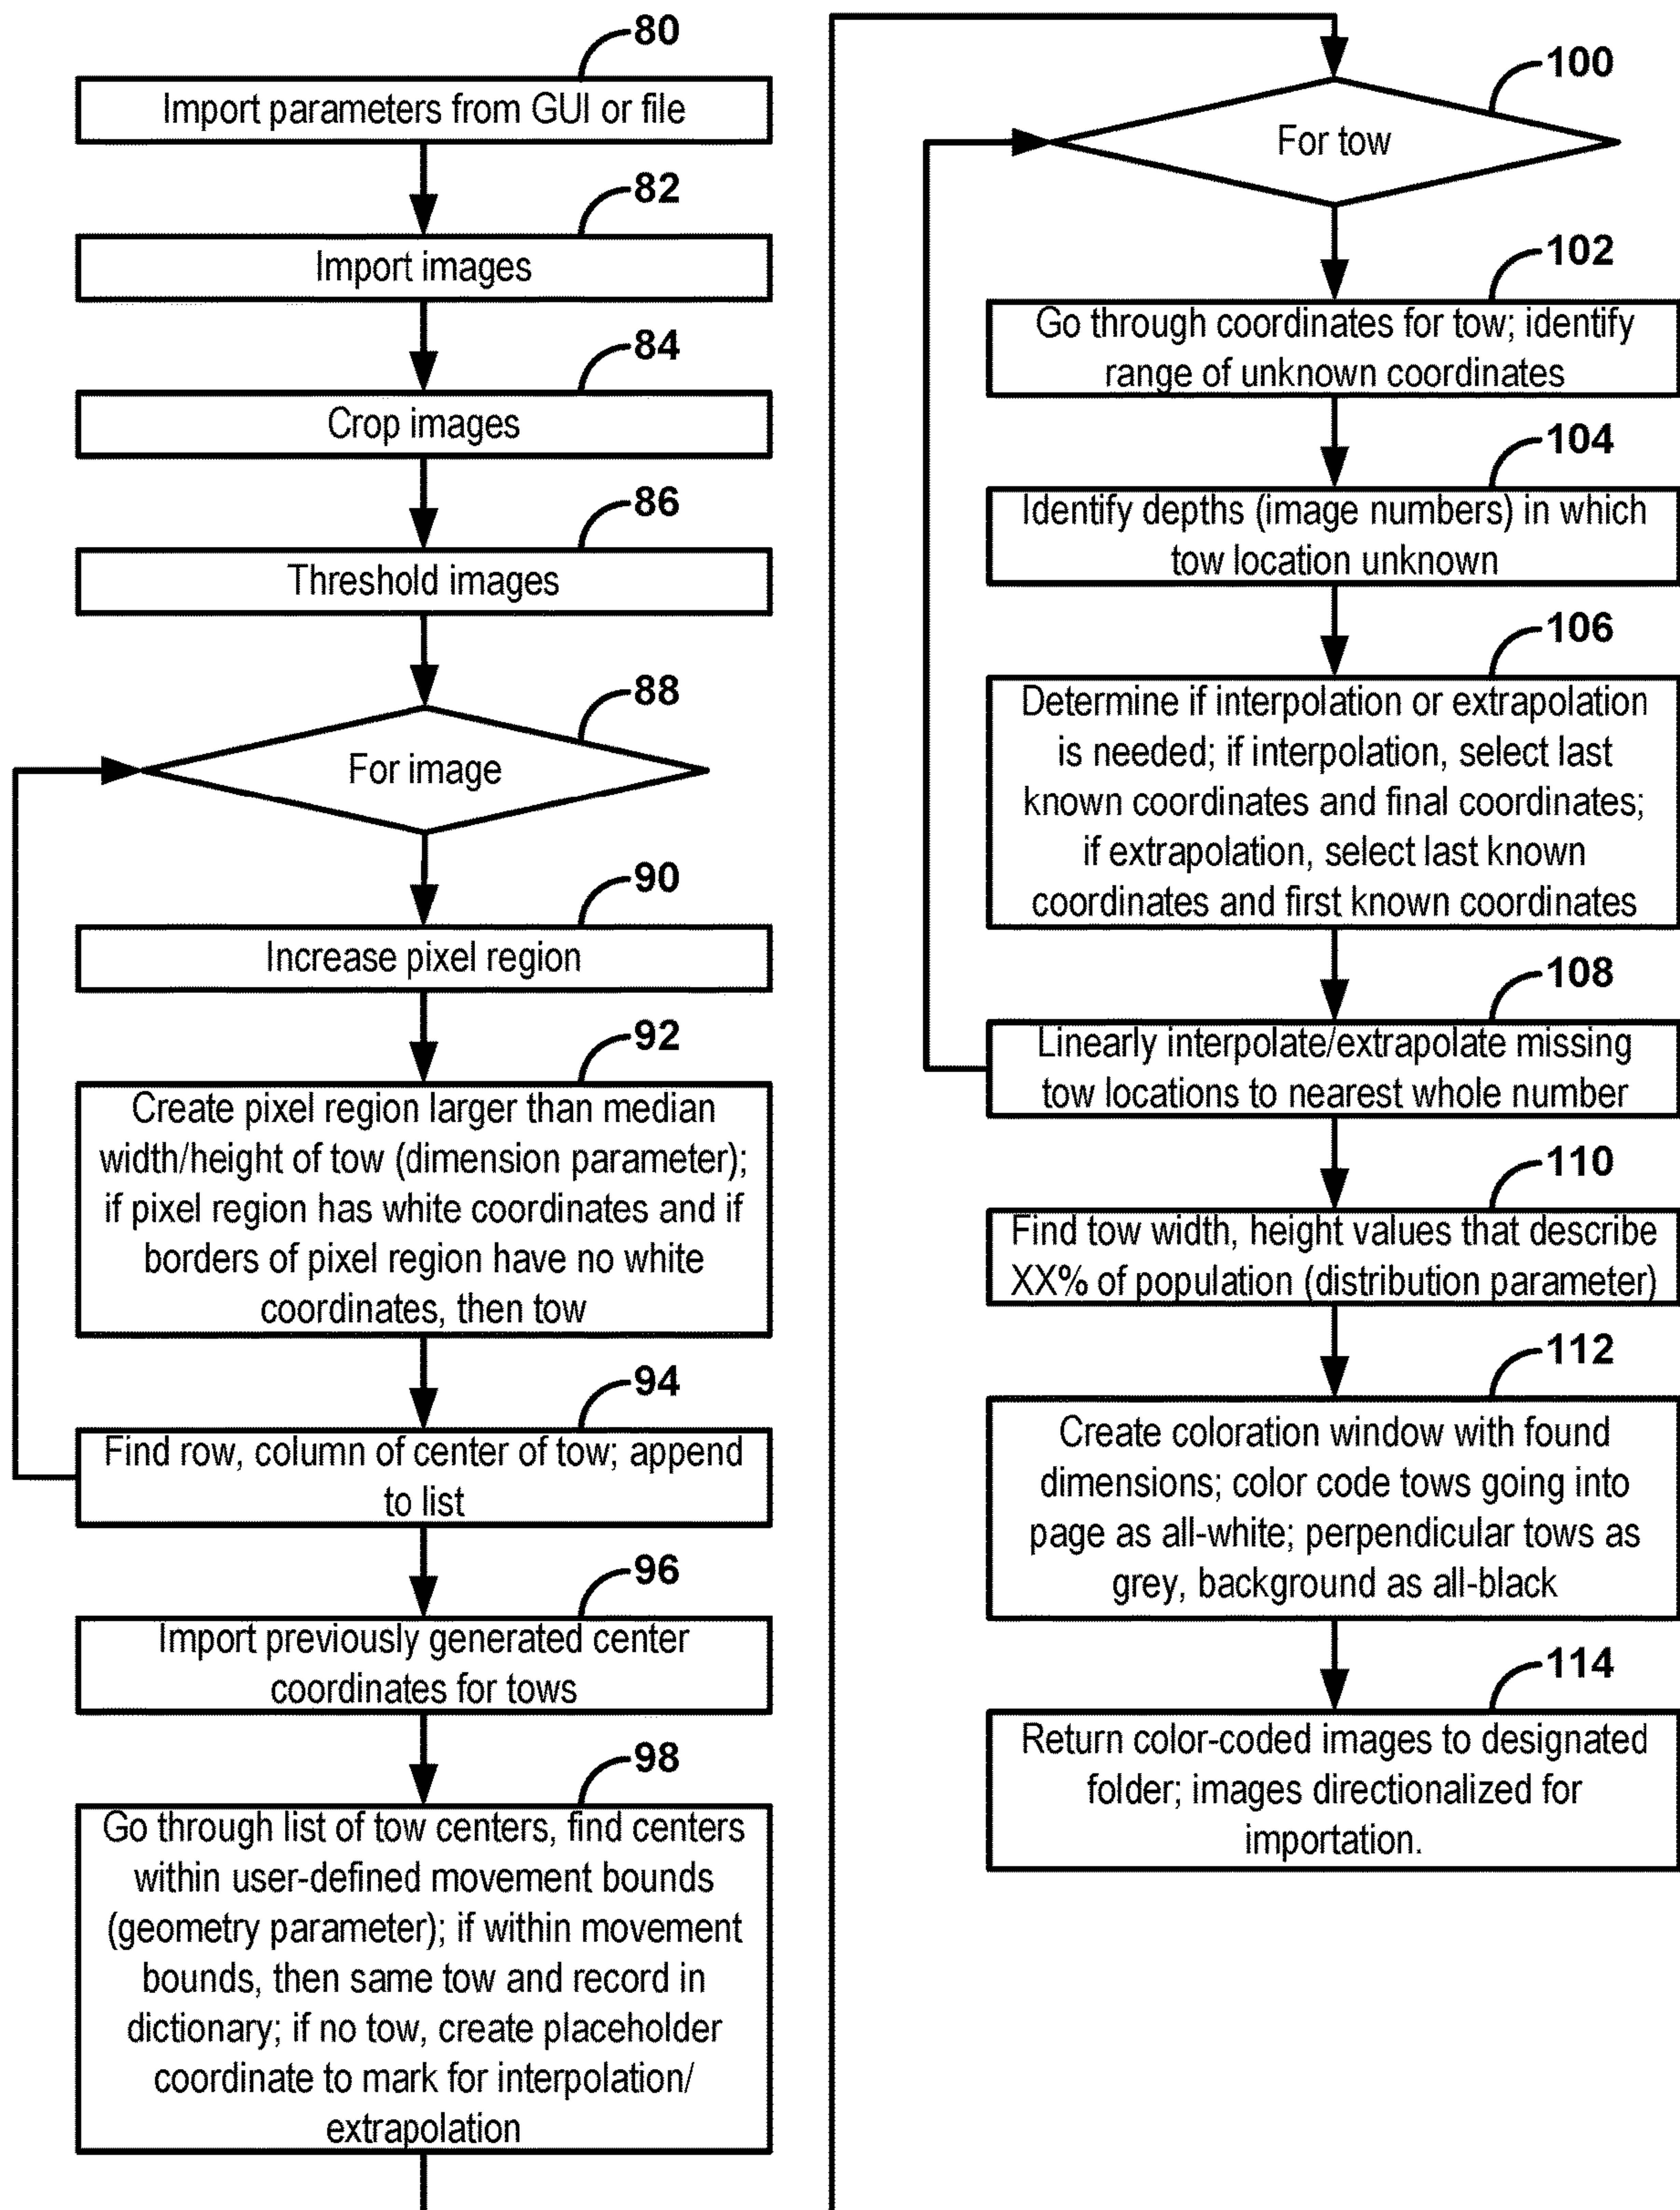 80
Import parameters from GUI or file
82
Import images
84
Crop images
86
Threshold images
88
For image
90
Increase pixel region
92
Create pixel region larger than median
width/height of tow (dimension parameter);
if pixel region has white coordinates and if
borders of pixel region have no white
coordinates, then tow
94
Find row, column of center of tow; append
to list
96
Import previously generated center
coordinates for tows
98
Go through list of tow centers, find centers
within user-defined movement bounds
(geometry parameter); if within movement
bounds, then same tow and record in
dictionary; if no tow, create placeholder
coordinate to mark for interpolation/
extrapolation
100
For tow
102
Go through coordinates for tow; identify
range of unknown coordinates
104
Identify depths (image numbers) in which
tow location unknown
106
Determine if interpolation or extrapolation
is needed; if interpolation, select last
known coordinates and final coordinates;
if extrapolation, select last known
coordinates and first known coordinates
108
Linearly interpolate/extrapolate missing
tow locations to nearest whole number
110
Find tow width, height values that describe
XX% of population (distribution parameter)
112
Create coloration window with found
dimensions; color code tows going into
page as all-white; perpendicular tows as
grey, background as all-black
114
Return color-coded images to designated
folder; images directionalized for
importation.